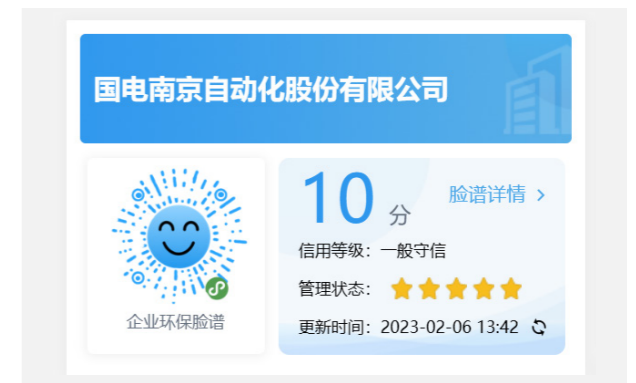 国电南京自动化股份有限公司
10 分
脸谱详情 >
信用等级：一般守信
管理状态：
企业环保脸谱
更新时间：2023-02-06 13:42